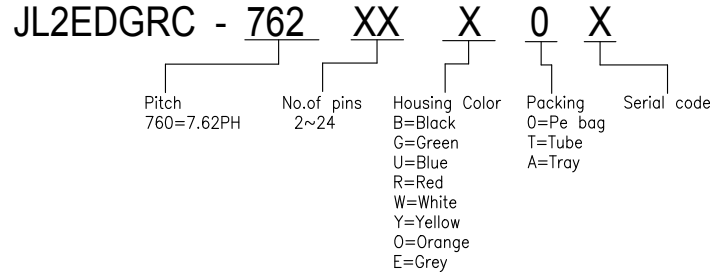 JL2EDGRC - 762 XX X 0 X
Pitch No.of pins Housing Color Packing Serial code
760=7.62PH 2~24 B=Black 0=Pe bag
G=Green T=Tube
U=Blue A=Tray
R=Red
W=White
Y=Yellow
O=Orange
E=Grey